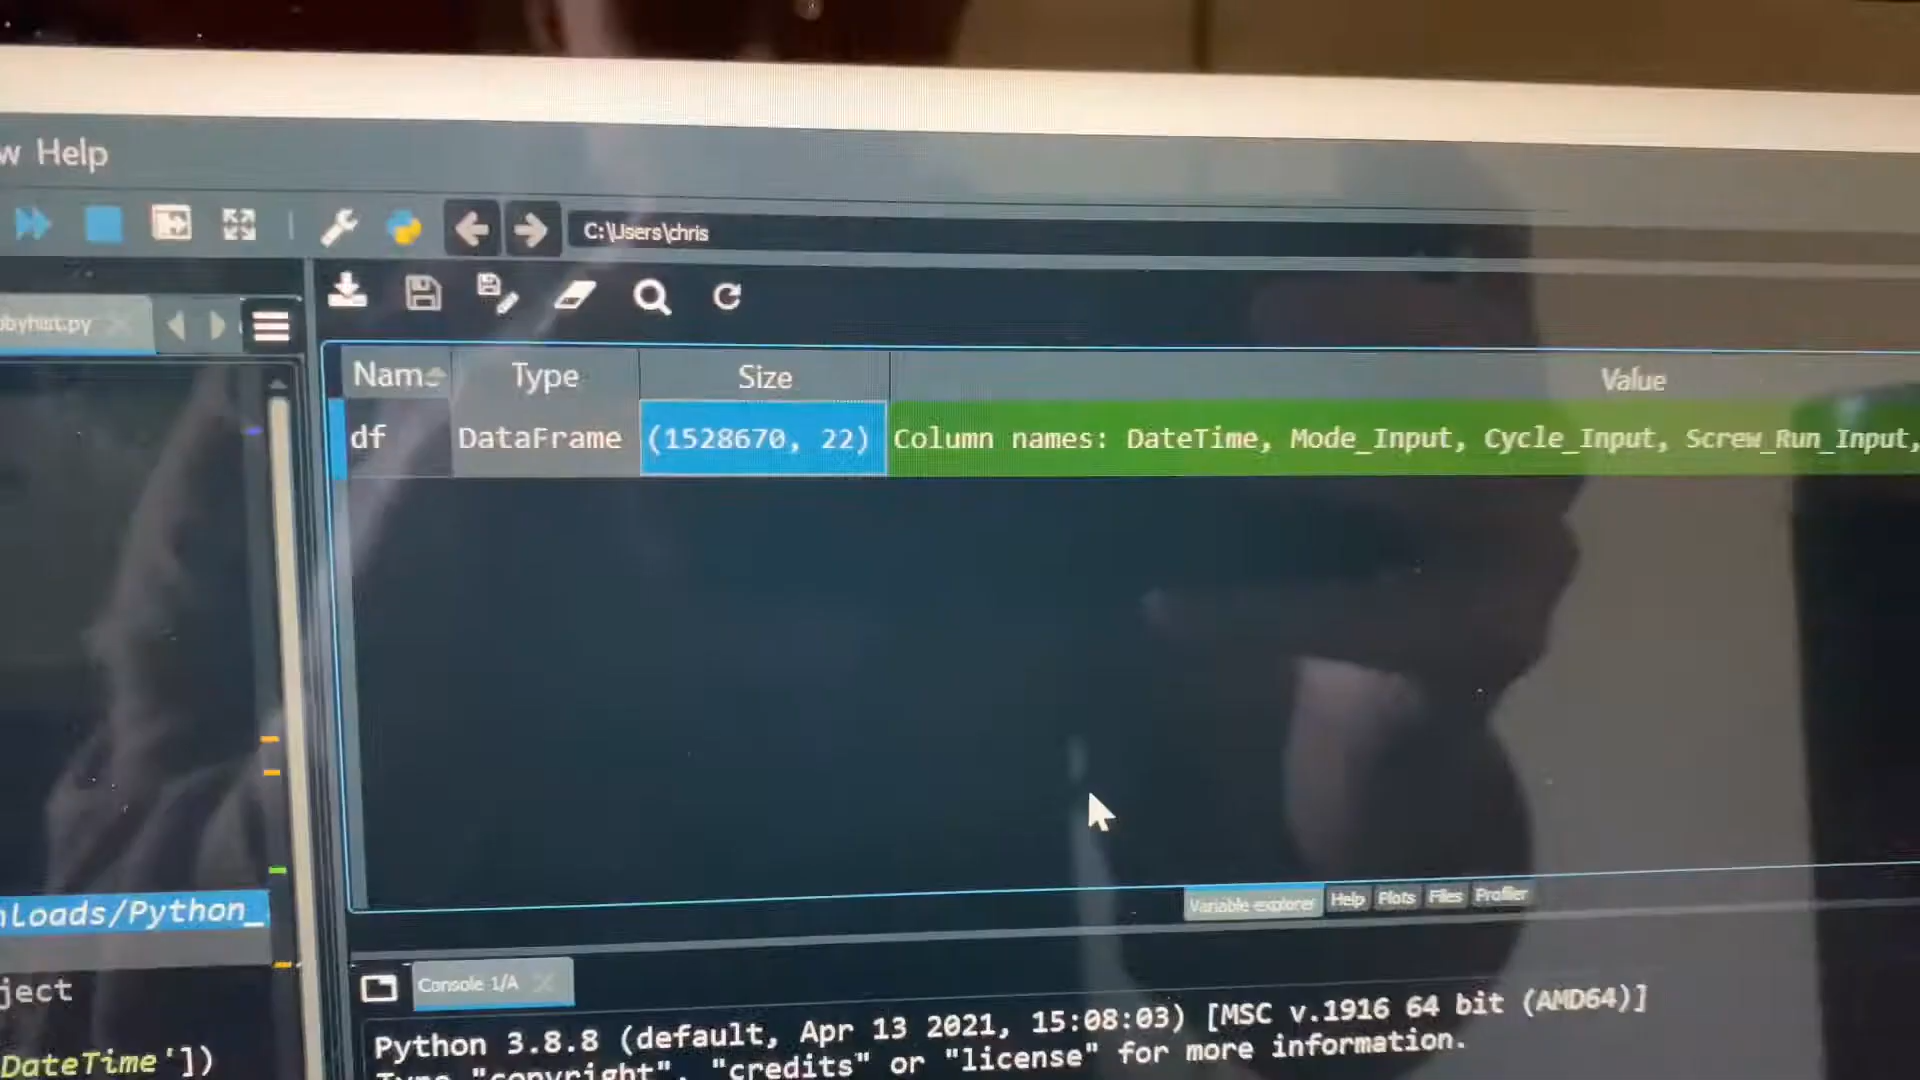 w Help
C:\Users\chris
Name Type Size Value
df DataFrame (1528670, 22) Column names: DateTime, Mode_Input, Cycle_Input, Screw_Run_Input,
Variable explorer Help Plots Files Profiler
nloads/Python_
Console 1/A
ject
Python 3.8.8 (default, Apr 13 2021, 15:08:03) [MSC v.1916 64 bit (AMD64)]
DateTime'])
Type "copyright", "credits" or "license" for more information.